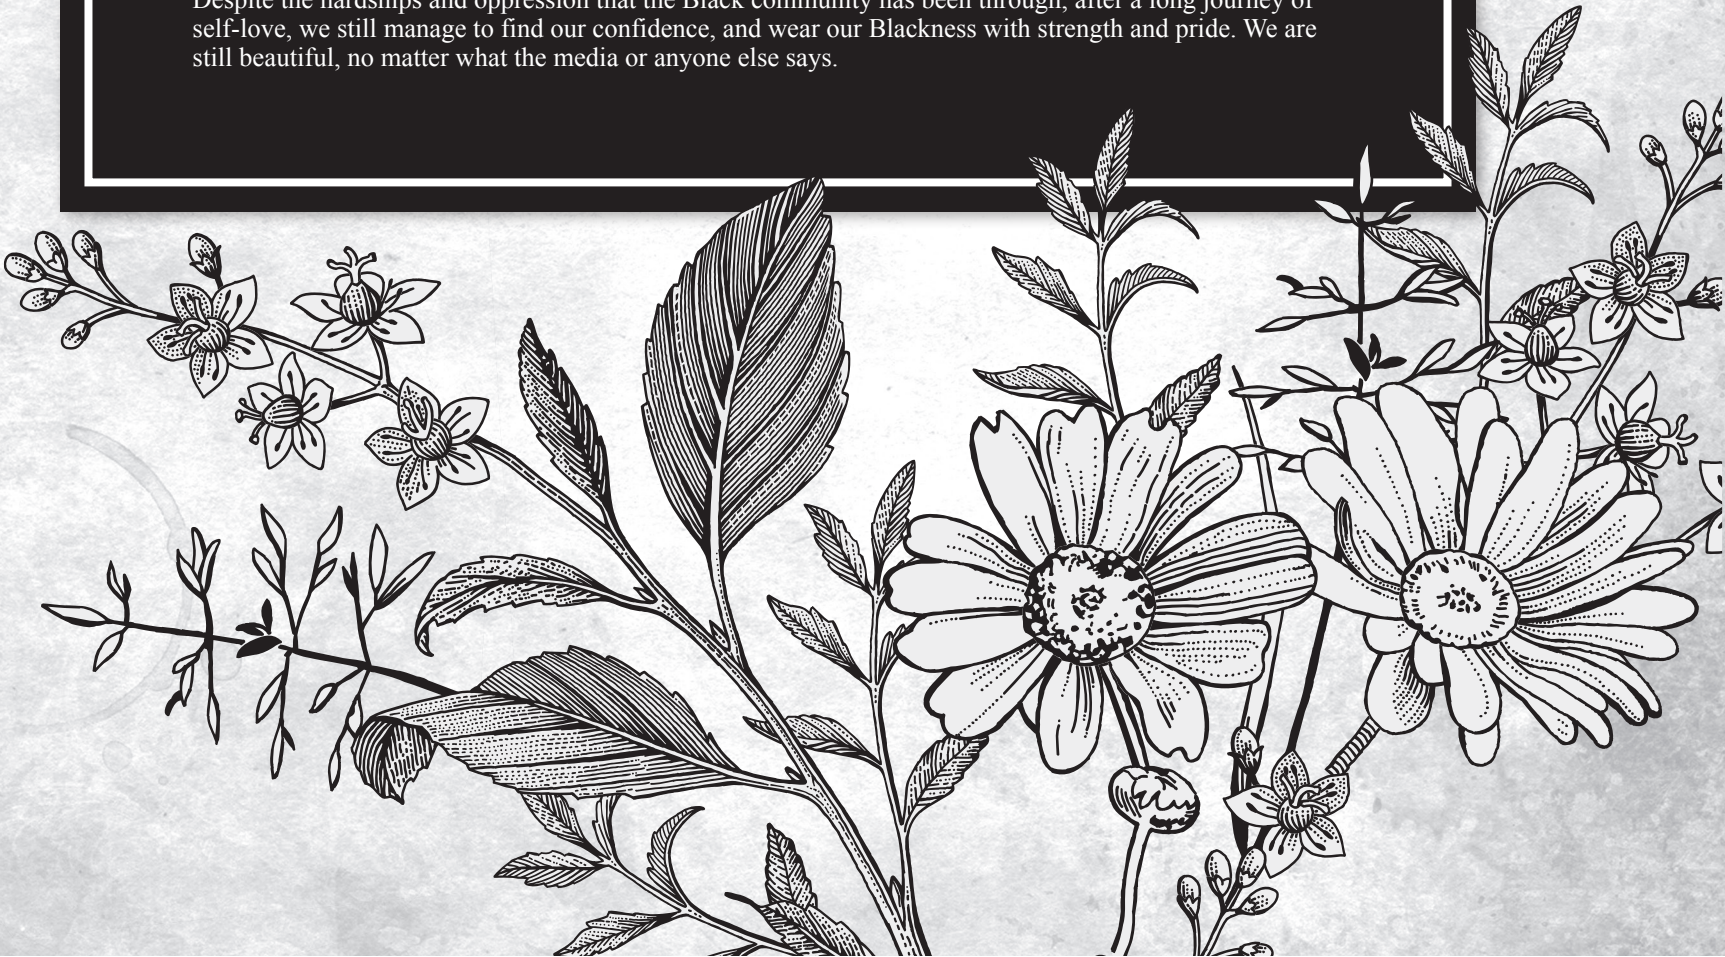 Despite the hardships and oppression that the Black community has been through, after a long journey of
self-love, we still manage to find our confidence, and wear our Blackness with strength and pride. We are
still beautiful, no matter what the media or anyone else says.